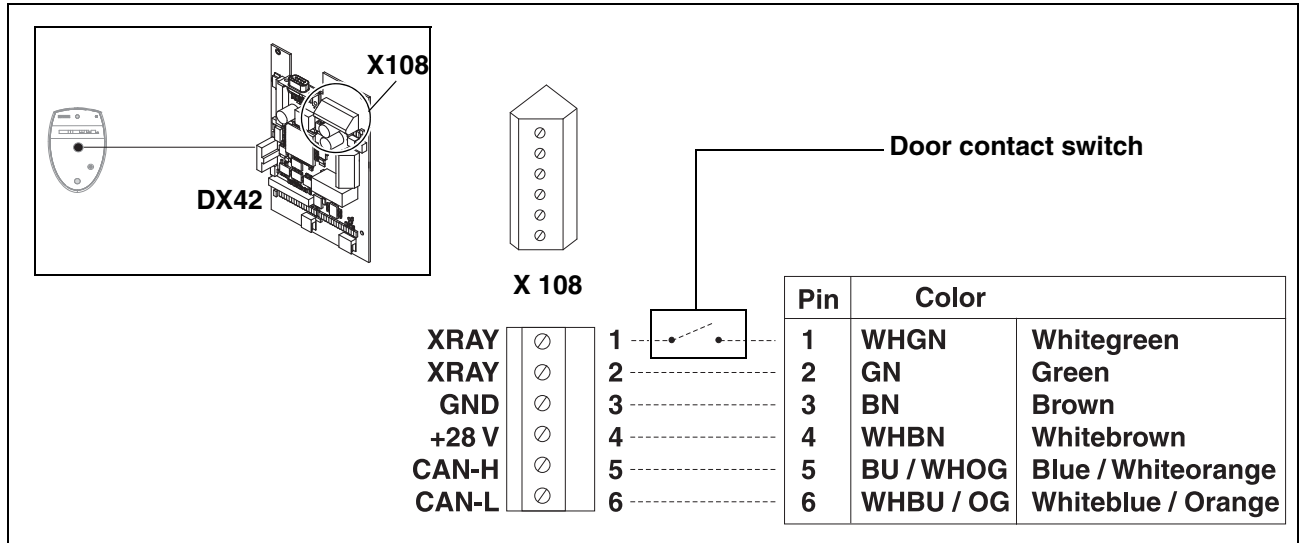 X108
DX42
Door contact switch
X 108
Pin Color
XRAY 1 1 WHGN Whitegreen
XRAY 2 2 GN Green
GND 3 3 BN Brown
+28 V 4 4 WHBN Whitebrown
CAN-H 5 5 BU / WHOG Blue / Whiteorange
CAN-L 6 6 WHBU / OG Whiteblue / Orange